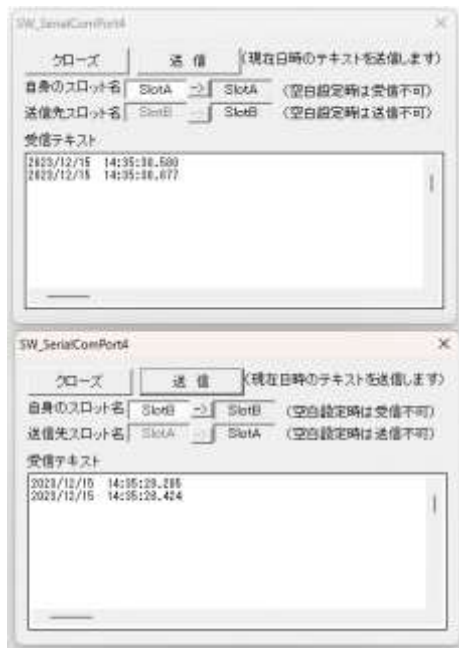 SW_SerialComPort4
クローズ 送 信 (現在日時のテキストを送信します)
自身のスロット名 SlotA -> SlotA (空白設定時は受信不可)
送信先スロット名 SlotB -> SlotB (空白設定時は送信不可)
受信テキスト
2023/12/15 14:35:30.580
2023/12/15 14:35:30.877
SW_SerialComPort4
クローズ 送 信 (現在日時のテキストを送信します)
自身のスロット名 SlotB -> SlotB (空白設定時は受信不可)
送信先スロット名 SlotA -> SlotA (空白設定時は送信不可)
受信テキスト
2023/12/15 14:35:28.285
2023/12/15 14:35:28.424